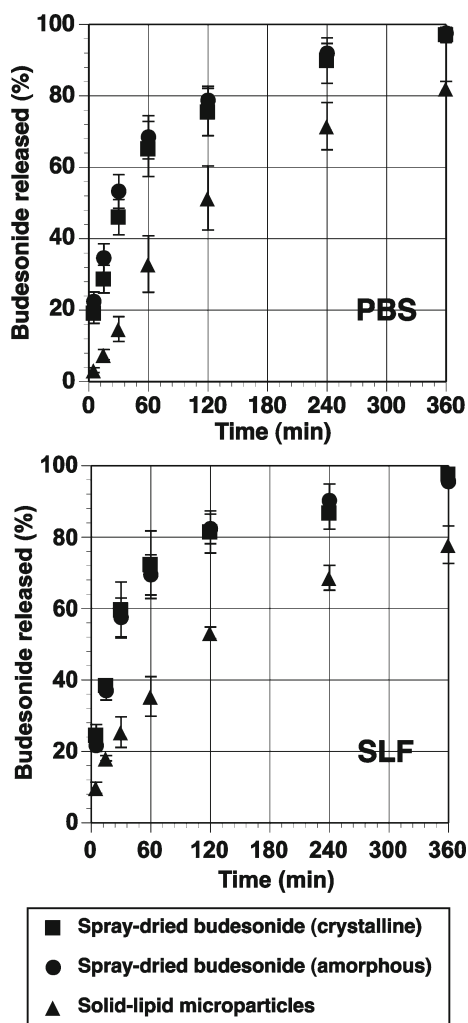 100
80
60
40
20
0
Budesonide released (%)
PBS
0 60 120 180 240 300 360
Time (min)
100
80
60
40
20
0
Budesonide released (%)
SLF
0 60 120 180 240 300 360
Time (min)
Spray-dried budesonide (crystalline)
Spray-dried budesonide (amorphous)
Solid-lipid microparticles